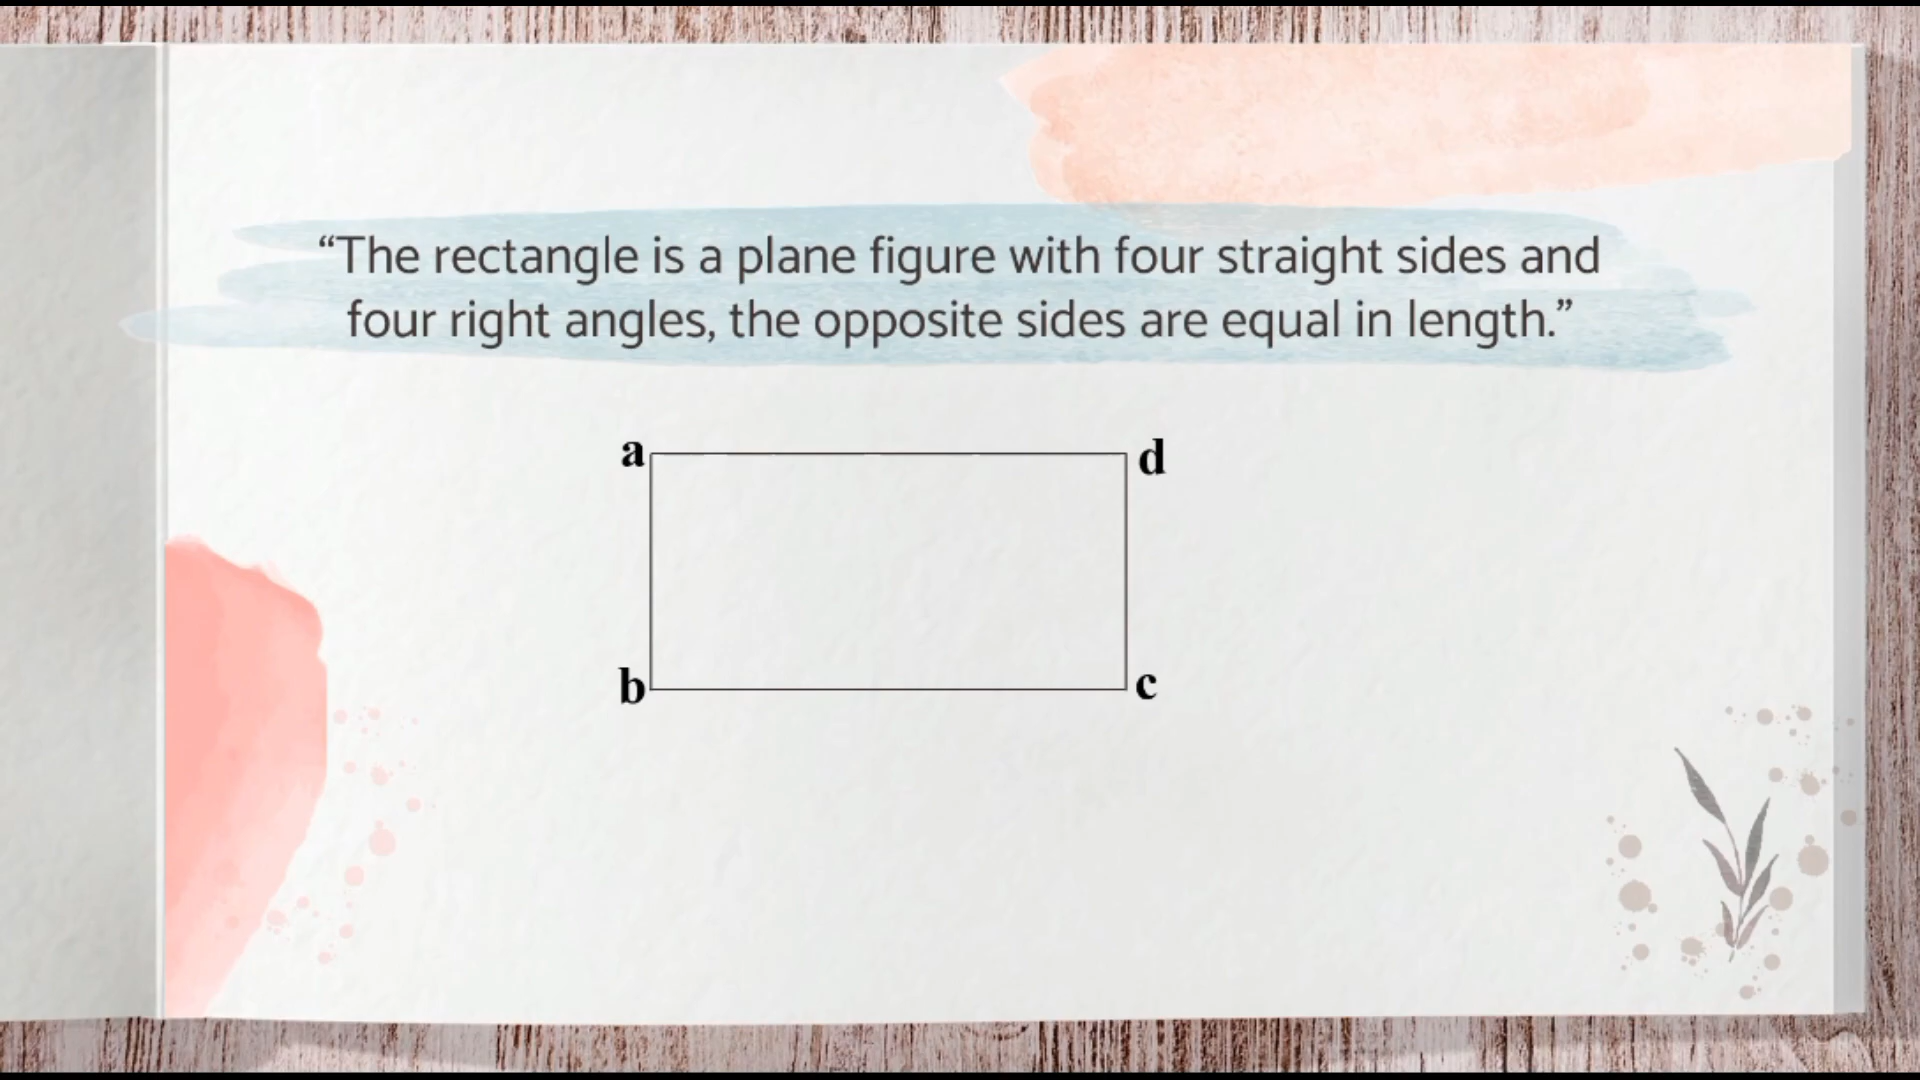 “The rectangle is a plane figure with four straight sides and
four right angles, the opposite sides are equal in length.”
a d
b c